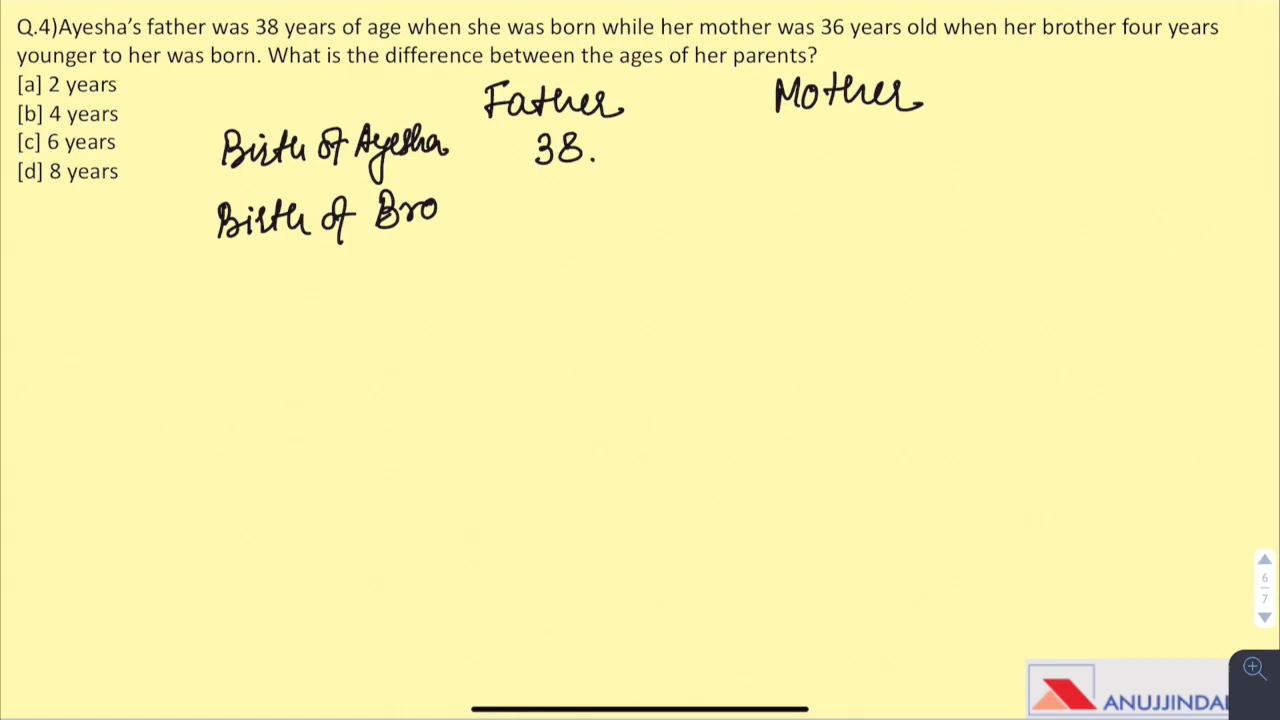 Q.4)Ayesha’s father was 38 years of age when she was born while her mother was 36 years old when her brother four years
younger to her was born. What is the difference between the ages of her parents?
[a] 2 years
[b] 4 years
[c] 6 years
[d] 8 years
Father Mother
Birth of Ayesha 38.
Birth of Bro
6
7
ANUJJINDAL